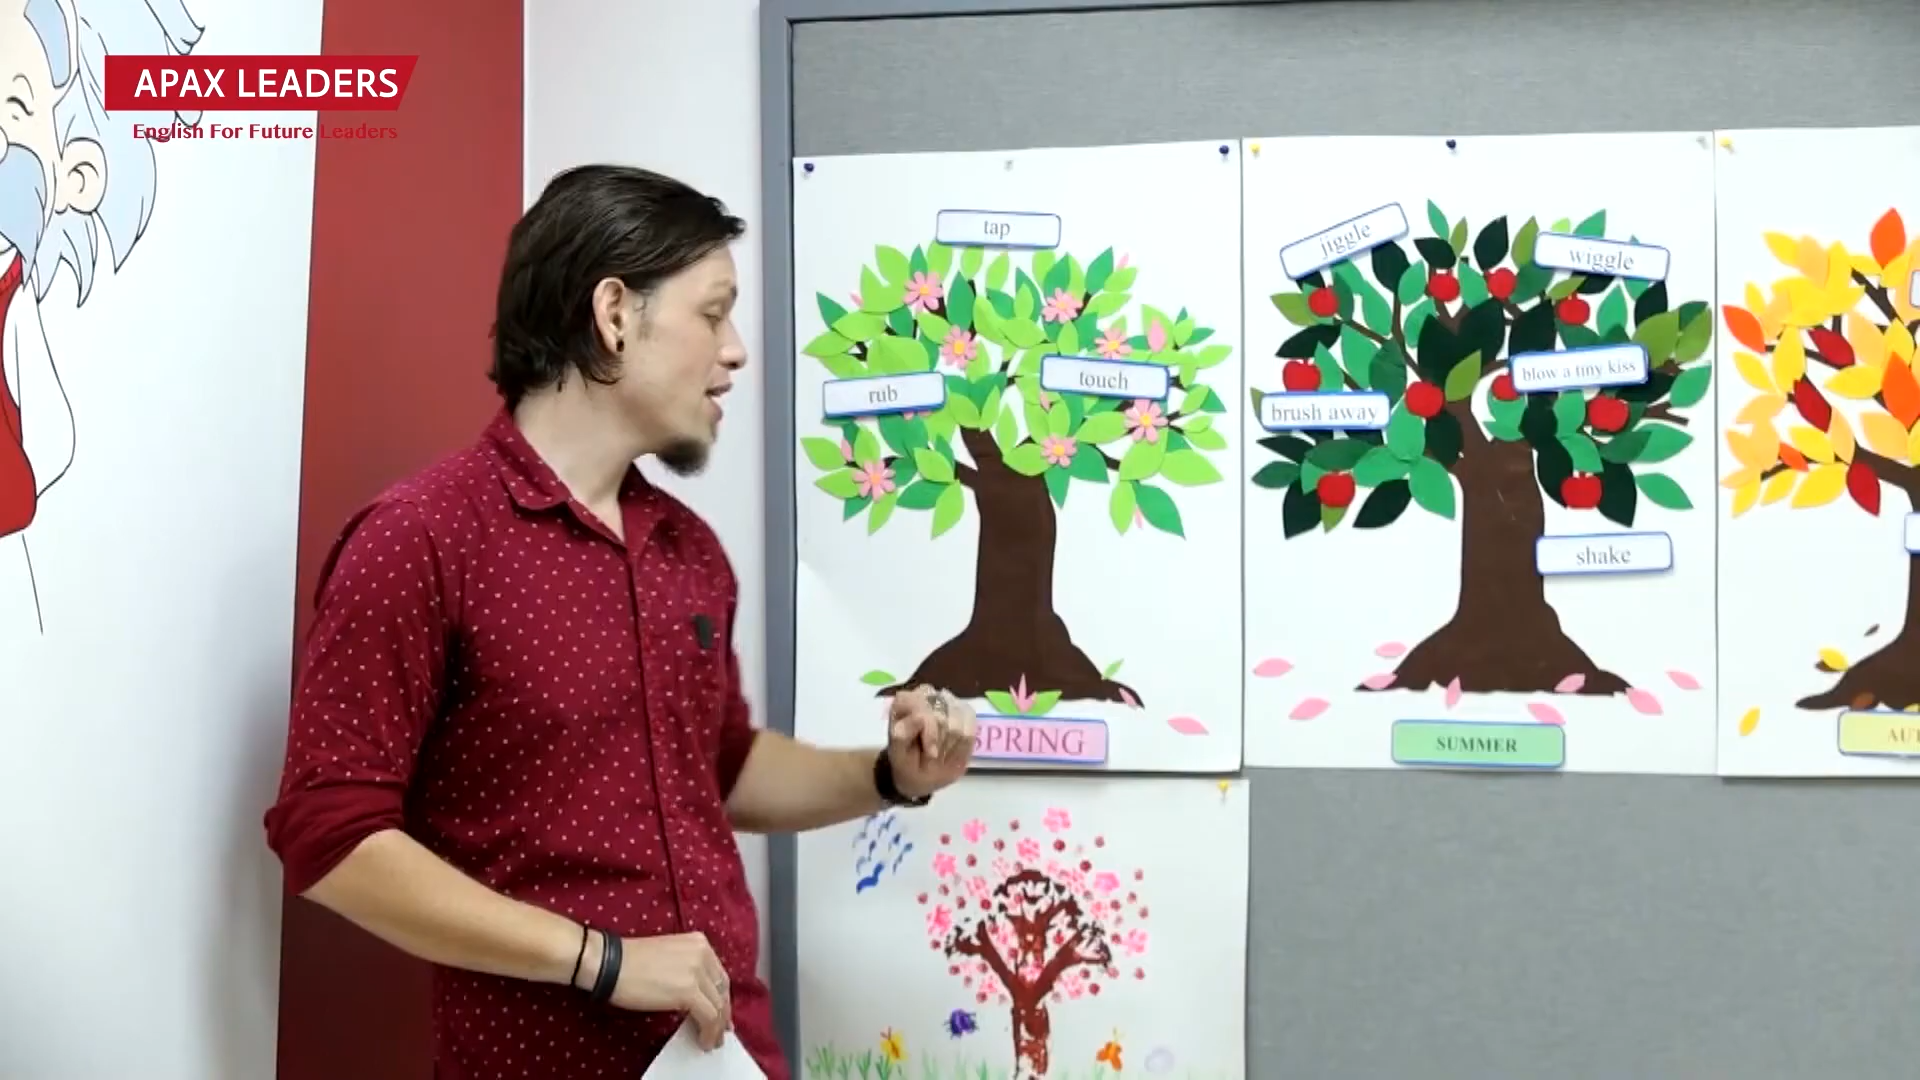 APAX LEADERS
English For Future Leaders
tap
rub
touch
SPRING
jiggle
wiggle
blow a tiny kiss
brush away
shake
SUMMER